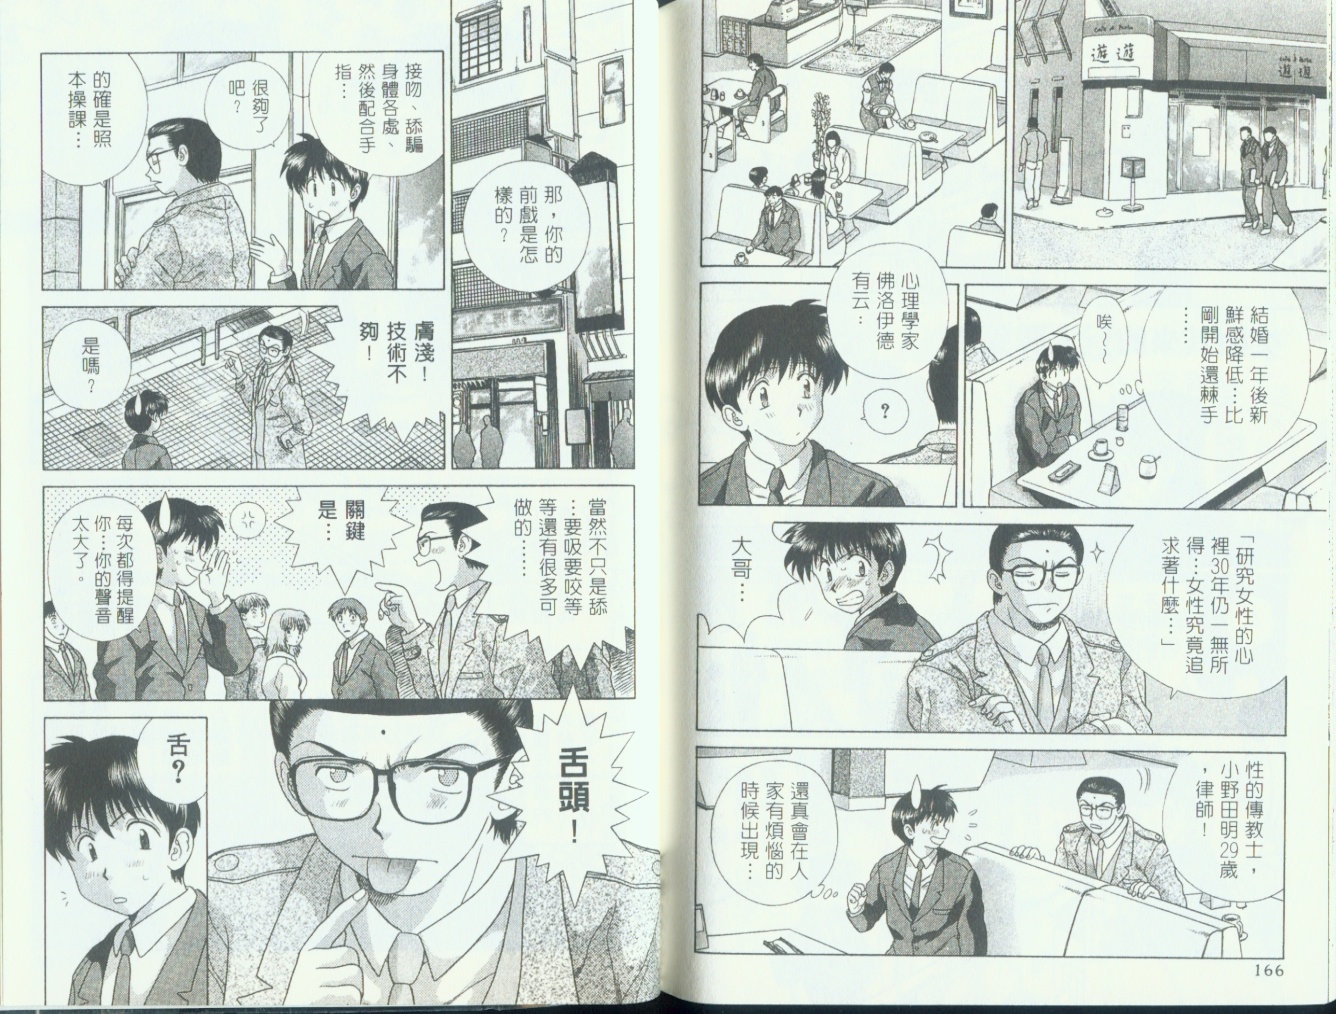 Café de Paria
遊遊
遊遊
結婚一年後新
鮮感降低…比
剛開始還棘手
……
唉～～
心理學家
佛洛伊德
有云：
？
「研究女性的心
裡30年仍一無所
得…女性究竟追
求著什麼…」
大哥…
性的傳教士，
小野田明29歲
，律師！
還真會在人
家有煩惱的
時候出現…
166
那，你的
前戲是怎
樣的？
接吻、舔騙
身體各處、
然後配合手
指…
很夠了
吧？
的確是照
本操課…
膚淺！
技術不
夠！
是嗎？
當然不只是舔
…要吸要咬等
等還有很多可
做的……
關鍵
是…
每次都得提醒
你…你的聲音
太大了。
舌頭！
舌？